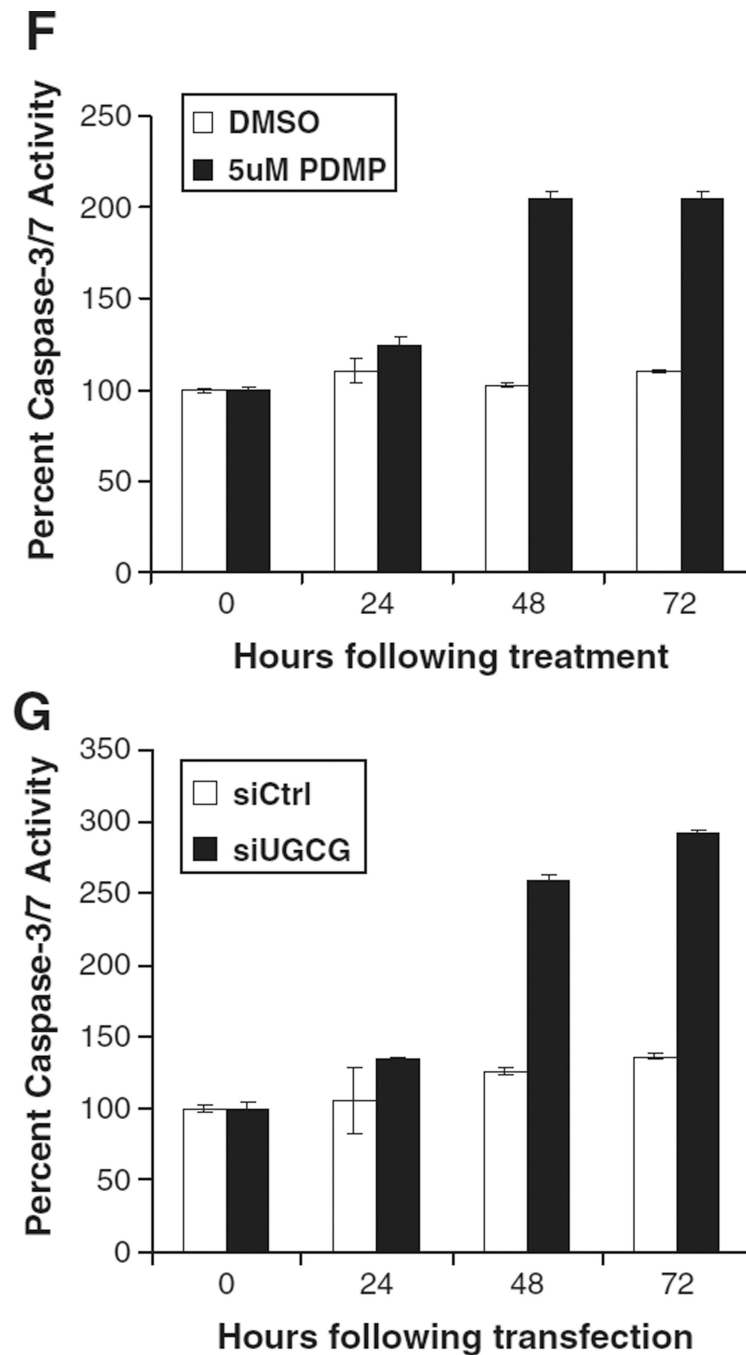 F
Percent Caspase-3/7 Activity
250
200
150
100
50
0
DMSO
5uM PDMP
0 24 48 72
Hours following treatment
G
Percent Caspase-3/7 Activity
350
300
250
200
150
100
50
0
siCtrl
siUGCG
0 24 48 72
Hours following transfection